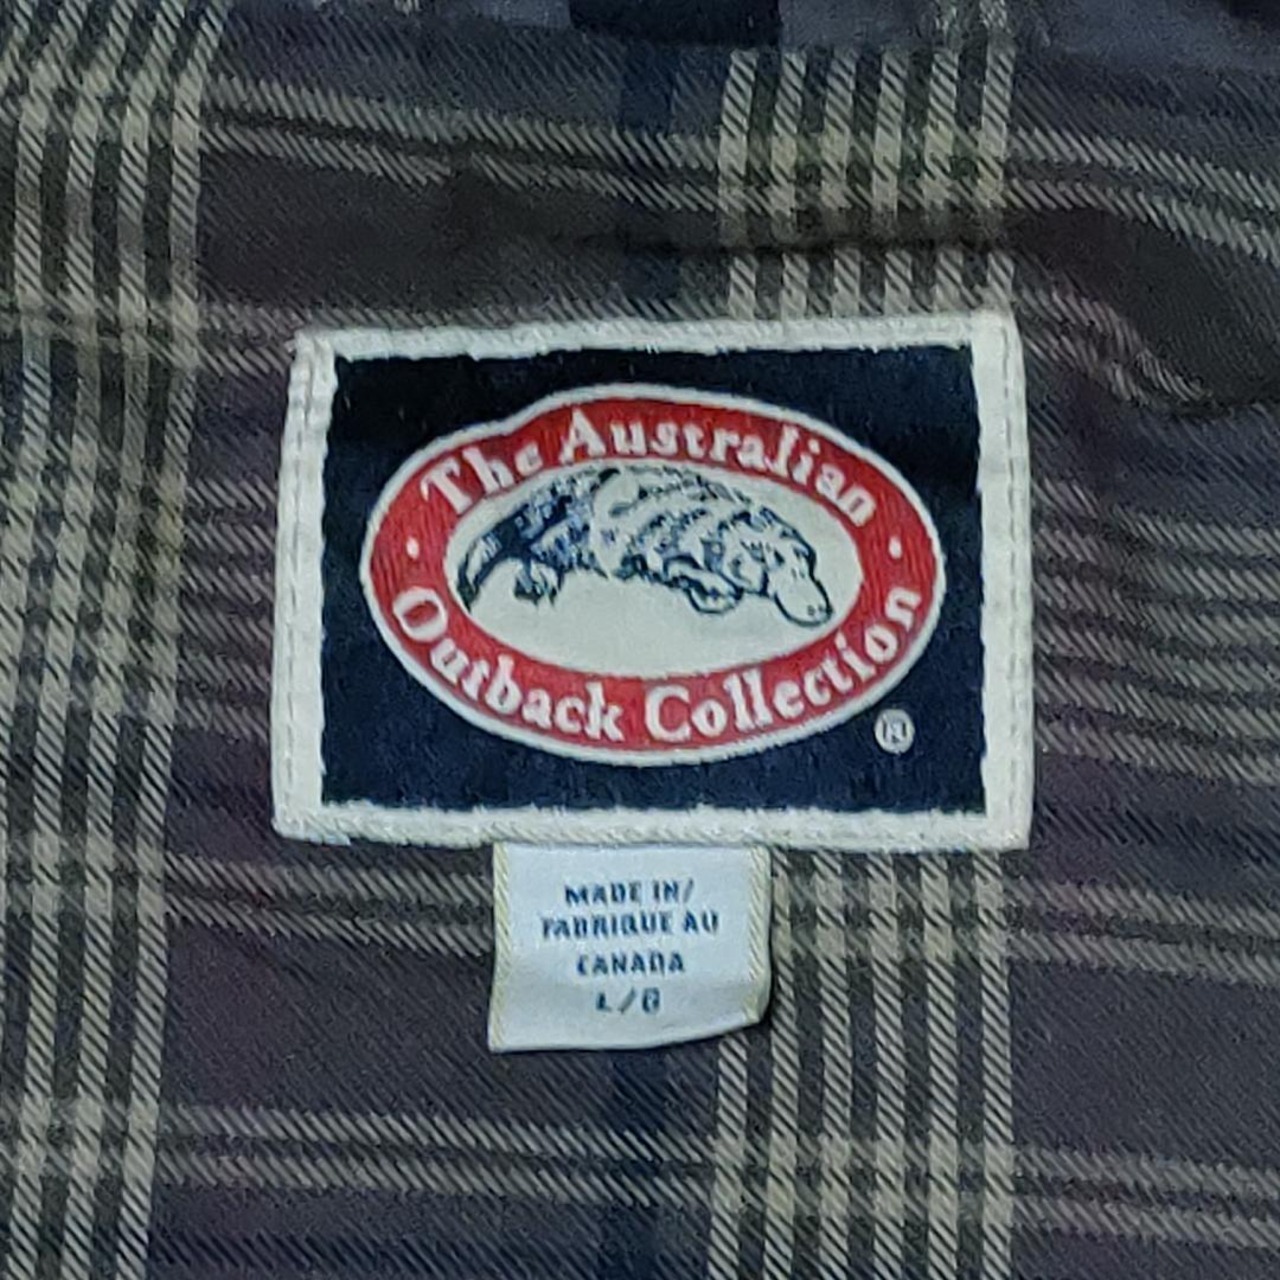 The Australian
Outback Collection
®
MADE IN/
FABRIQUE AU
CANADA
L/G